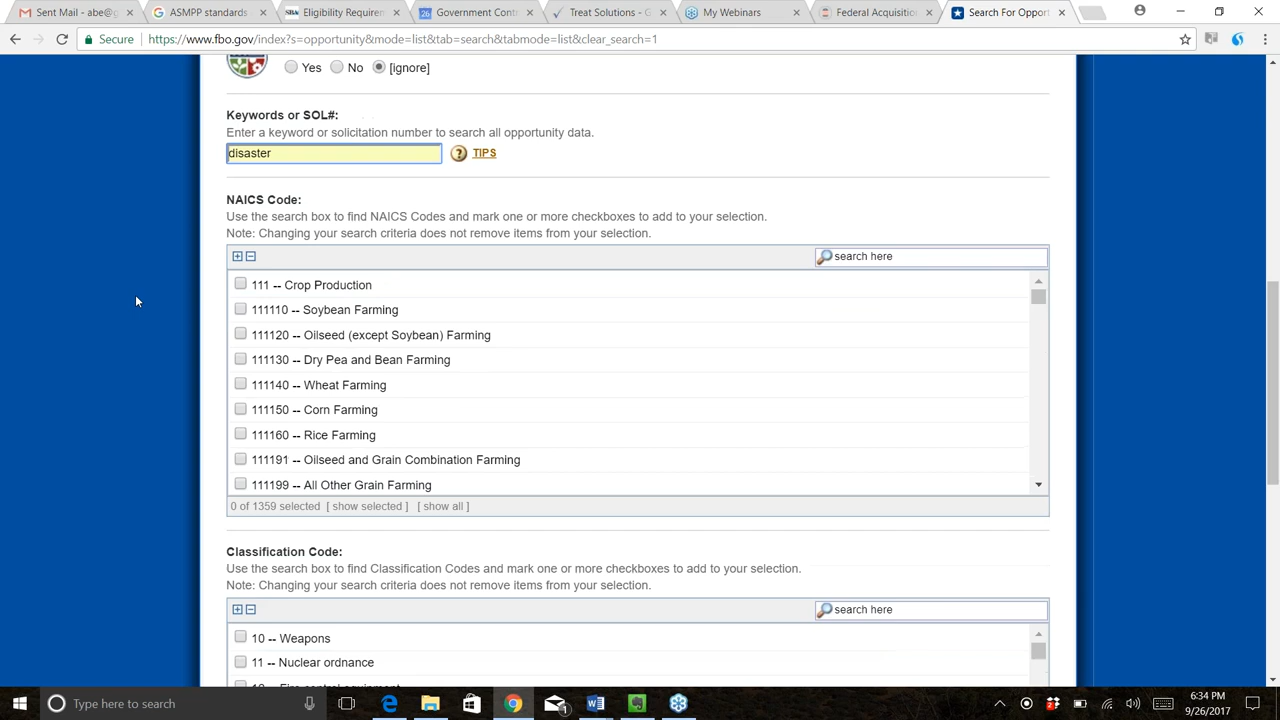 Sent Mail - abe@g
ASMPP standards
SBA Eligibility Requirem
26 Government Cont
Treat Solutions - G
My Webinars
Federal Acquisition
Search For Opport
Secure https://www.fbo.gov/index?s=opportunity&mode=list&tab=search&tabmode=list&clear_search=1
Yes No [ignore]
Keywords or SOL#:
Enter a keyword or solicitation number to search all opportunity data.
disaster ? TIPS
NAICS Code:
Use the search box to find NAICS Codes and mark one or more checkboxes to add to your selection.
Note: Changing your search criteria does not remove items from your selection.
search here
111 -- Crop Production
111110 -- Soybean Farming
111120 -- Oilseed (except Soybean) Farming
111130 -- Dry Pea and Bean Farming
111140 -- Wheat Farming
111150 -- Corn Farming
111160 -- Rice Farming
111191 -- Oilseed and Grain Combination Farming
111199 -- All Other Grain Farming
0 of 1359 selected [ show selected ] [ show all ]
Classification Code:
Use the search box to find Classification Codes and mark one or more checkboxes to add to your selection.
Note: Changing your search criteria does not remove items from your selection.
search here
10 -- Weapons
11 -- Nuclear ordnance
12 -- Fire control equipment
Type here to search
6:34 PM
9/26/2017